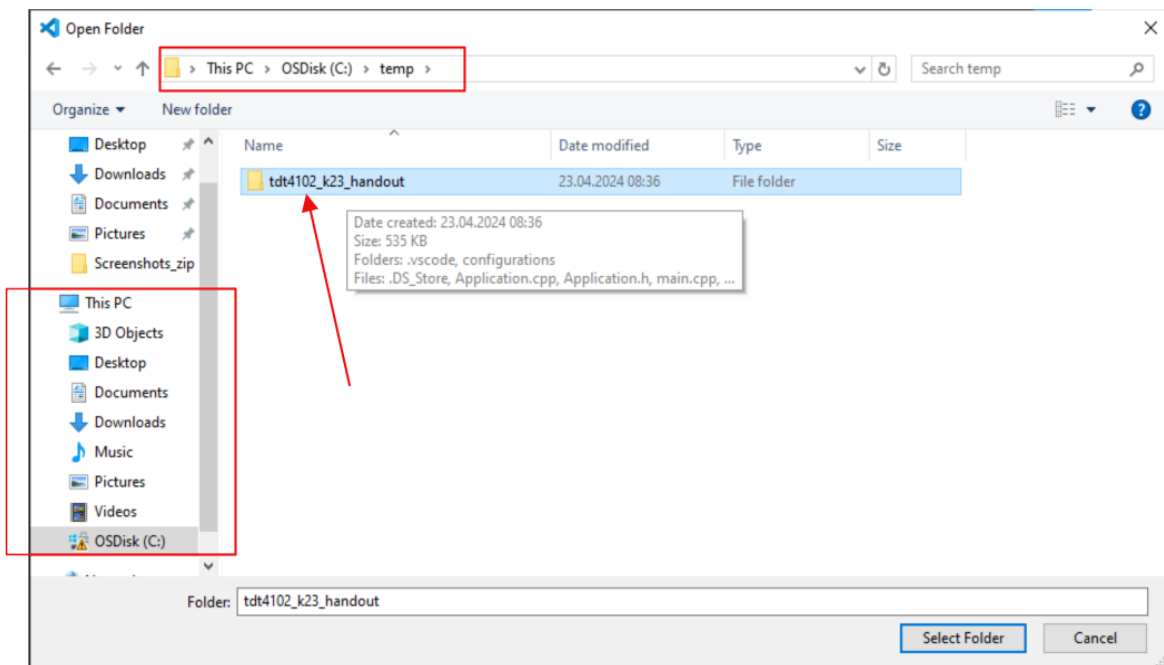 Open Folder
This PC > OSDisk (C:) > temp >
Search temp
Organize
New folder
Name
Date modified
Type
Size
Desktop
Downloads
Documents
Pictures
Screenshots_zip
This PC
3D Objects
Desktop
Documents
Downloads
Music
Pictures
Videos
OSDisk (C:)
tdt4102_k23_handout 23.04.2024 08:36 File folder
Date created: 23.04.2024 08:36
Size: 535 KB
Folders: .vscode, configurations
Files: .DS_Store, Application.cpp, Application.h, main.cpp, ...
Folder: tdt4102_k23_handout
Select Folder
Cancel